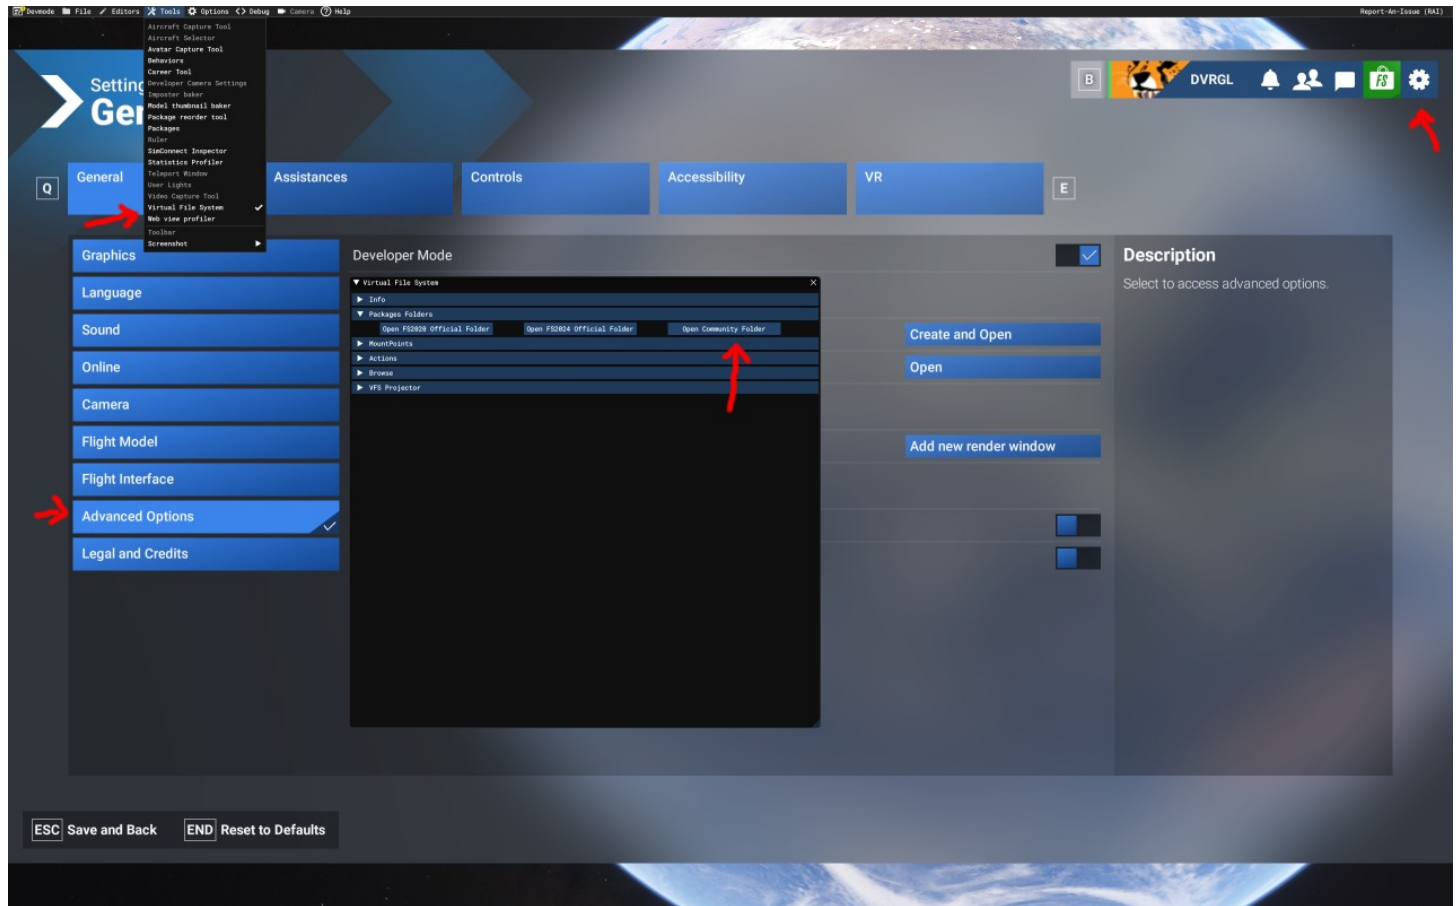 Devmode File Editors Tools Options Debug Camera Help Report-An-Issue (RAI)
Aircraft Capture Tool
Aircraft Selector
Avatar Capture Tool
Behaviors
Career Tool
Developer Camera Settings
Imposter baker
Model thumbnail baker
Package reorder tool
Packages
Ruler
SimConnect Inspector
Statistics Profiler
Teleport Window
User Lights
Video Capture Tool
Virtual File System
Web view profiler
Toolbar
Screenshot
Setting
Ge
B DVRGL FS
Q General Assistances Controls Accessibility VR E
Graphics
Language
Sound
Online
Camera
Flight Model
Flight Interface
Advanced Options
Legal and Credits
Developer Mode
Virtual File System X
Info
Packages Folders
Open FS2020 Official Folder Open FS2024 Official Folder Open Community Folder
MountPoints
Actions
Browse
VFS Projector
Create and Open
Open
Add new render window
Description
Select to access advanced options.
ESC Save and Back END Reset to Defaults